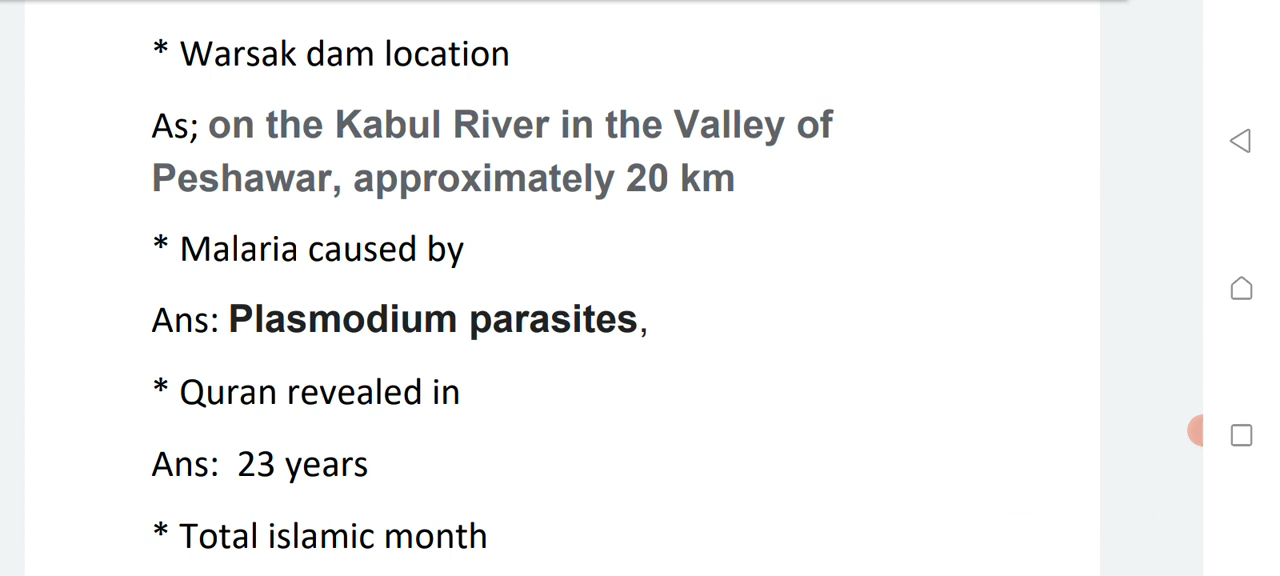 * Warsak dam location
As; on the Kabul River in the Valley of
Peshawar, approximately 20 km
* Malaria caused by
Ans: Plasmodium parasites,
* Quran revealed in
Ans:  23 years
* Total islamic month